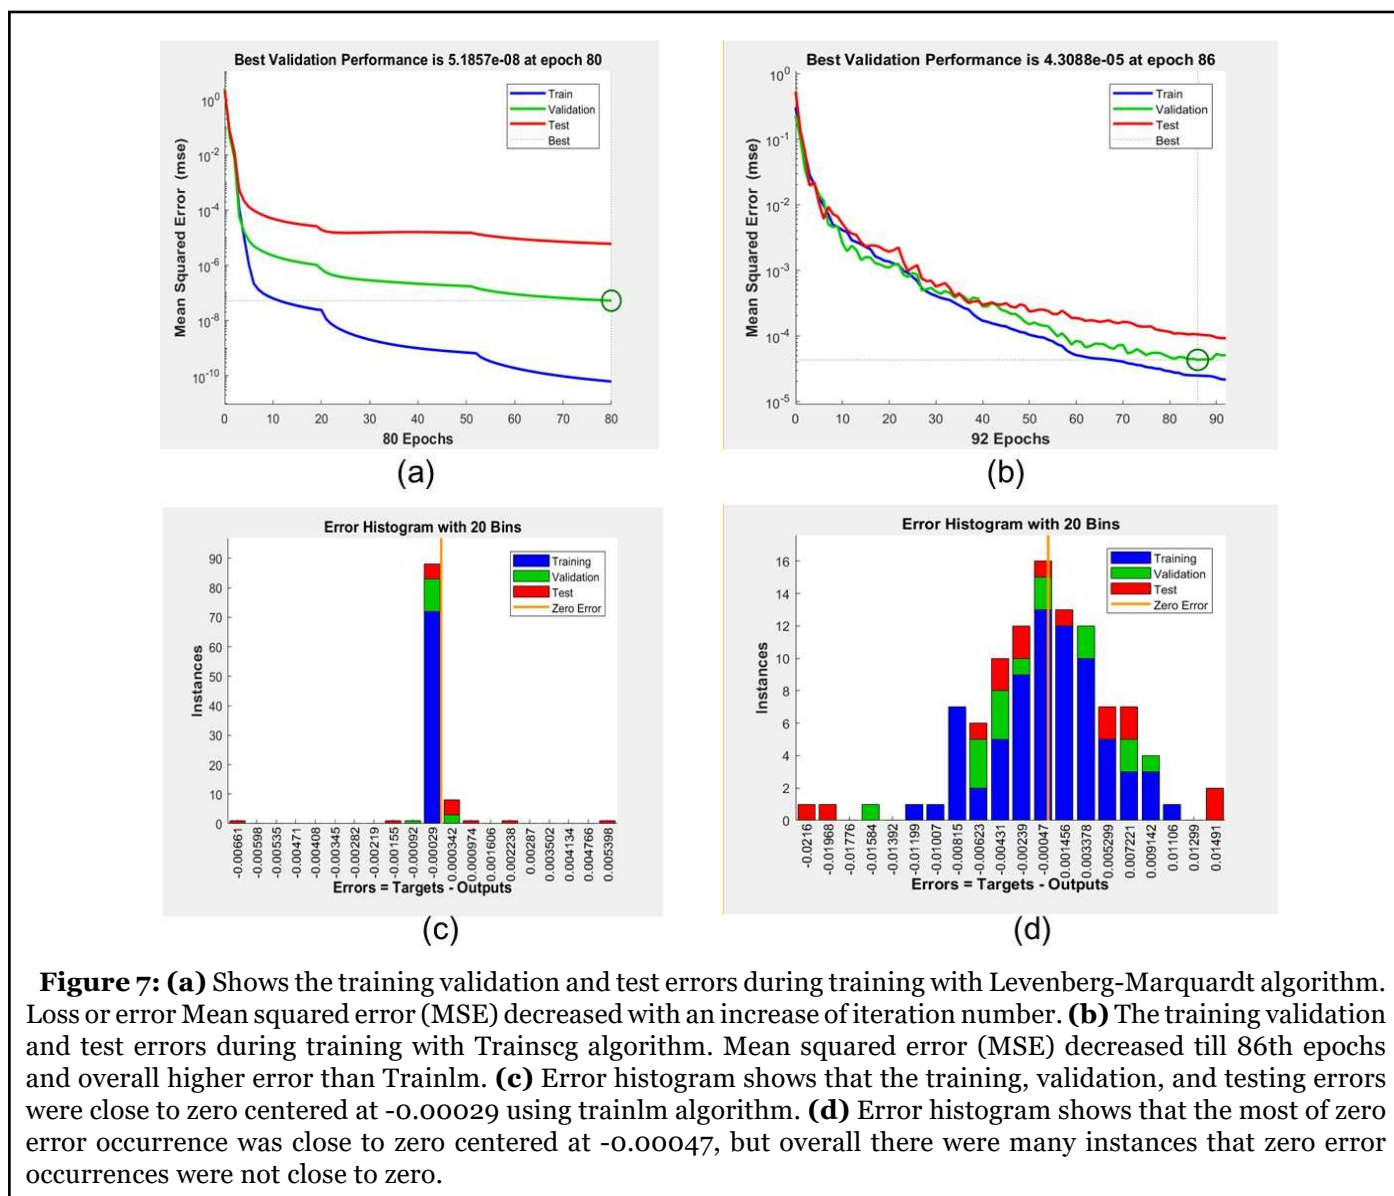 Best Validation Performance is 5.1857e-08 at epoch 80
Mean Squared Error (mse)
10^0
10^-2
10^-4
10^-6
10^-8
10^-10
Train
Validation
Test
Best
0 10 20 30 40 50 60 70 80
80 Epochs
(a)
Best Validation Performance is 4.3088e-05 at epoch 86
Mean Squared Error (mse)
10^0
10^-1
10^-2
10^-3
10^-4
10^-5
Train
Validation
Test
Best
0 10 20 30 40 50 60 70 80 90
92 Epochs
(b)
Error Histogram with 20 Bins
Instances
90
80
70
60
50
40
30
20
10
0
Training
Validation
Test
Zero Error
-0.00661 -0.00598 -0.00535 -0.00471 -0.00408 -0.00345 -0.00282 -0.00219 -0.00155 -0.00092 -0.00029 0.0000342 0.000974 0.001606 0.002238 0.00287 0.003502 0.004134 0.004766 0.005398
Errors = Targets - Outputs
(c)
Error Histogram with 20 Bins
Instances
16
14
12
10
8
6
4
2
0
Training
Validation
Test
Zero Error
-0.0216 -0.01968 -0.01776 -0.01584 -0.01392 -0.01199 -0.01007 -0.00815 -0.00623 -0.00431 -0.00239 -0.00047 0.001456 0.003378 0.005299 0.007221 0.009142 0.01106 0.01299 0.01491
Errors = Targets - Outputs
(d)
Figure 7: (a) Shows the training validation and test errors during training with Levenberg-Marquardt algorithm.
Loss or error Mean squared error (MSE) decreased with an increase of iteration number. (b) The training validation
and test errors during training with Trainscg algorithm. Mean squared error (MSE) decreased till 86th epochs
and overall higher error than Trainlm. (c) Error histogram shows that the training, validation, and testing errors
were close to zero centered at -0.00029 using trainlm algorithm. (d) Error histogram shows that the most of zero
error occurrence was close to zero centered at -0.00047, but overall there were many instances that zero error
occurrences were not close to zero.